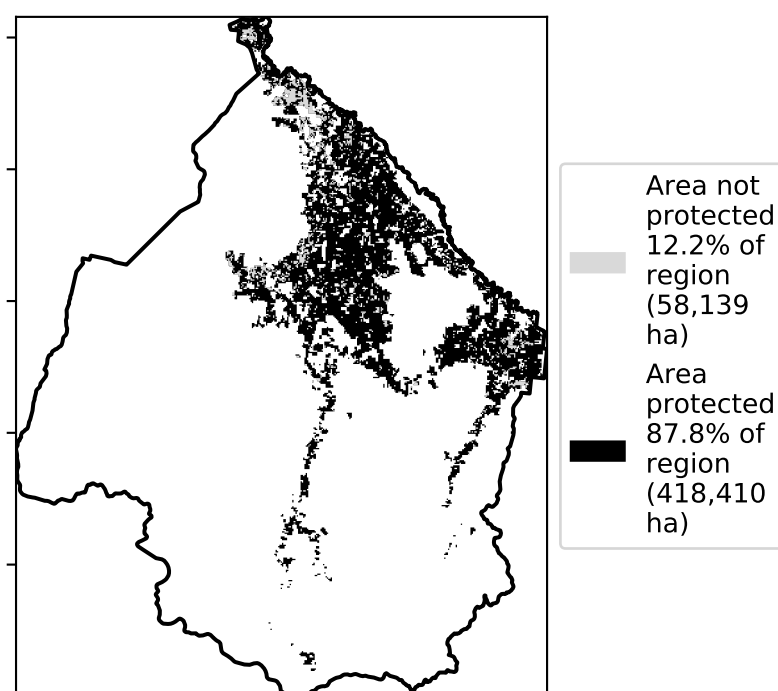 Area not
protected
12.2% of
region
(58,139
ha)
Area
protected
87.8% of
region
(418,410
ha)